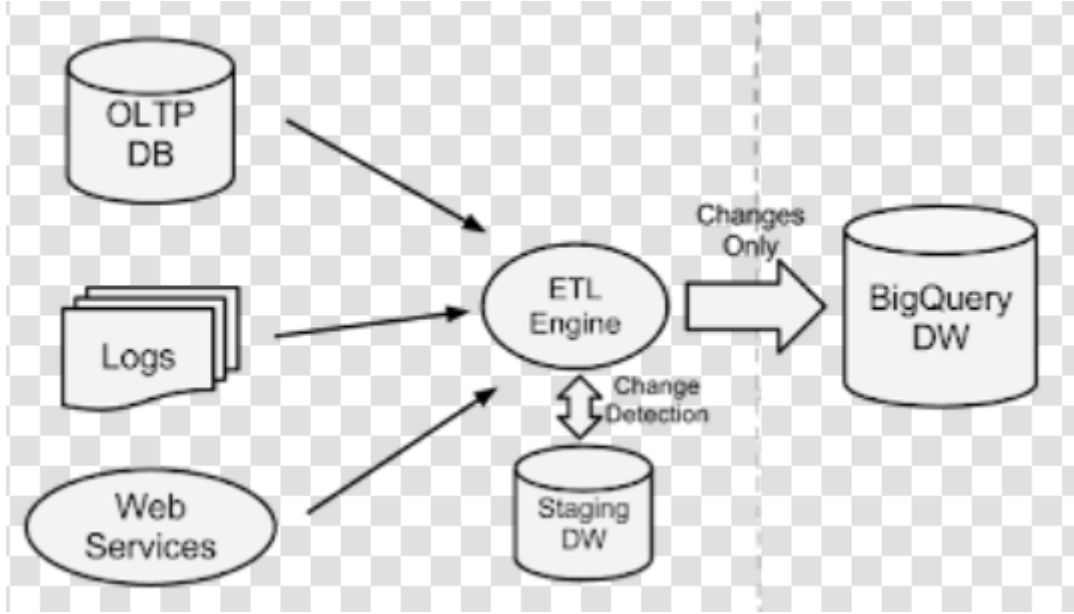 OLTP
DB
Logs
Web
Services
ETL
Engine
Change
Detection
Staging
DW
Changes
Only
BigQuery
DW